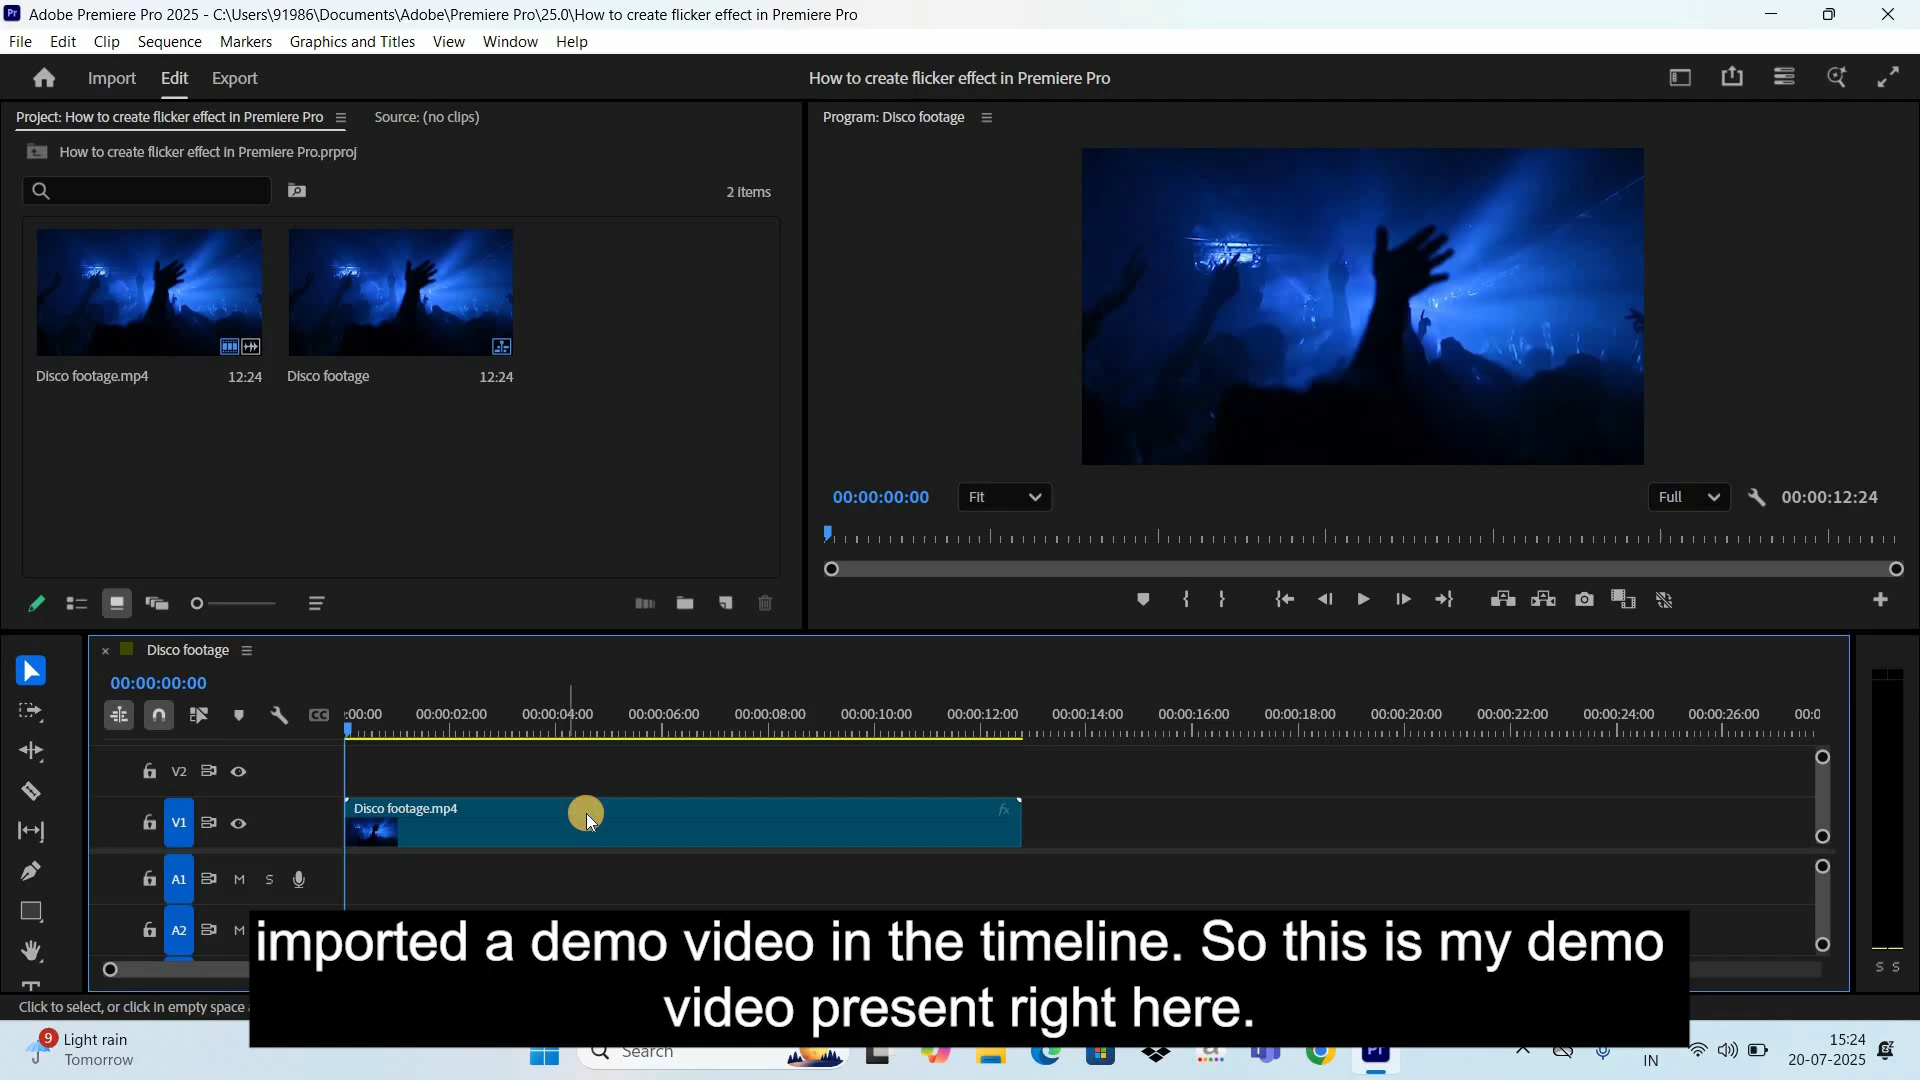 Adobe Premiere Pro 2025 - C:\Users\91986\Documents\Adobe\Premiere Pro\25.0\How to create flicker effect in Premiere Pro
File Edit Clip Sequence Markers Graphics and Titles View Window Help
Import Edit Export
How to create flicker effect in Premiere Pro
Project: How to create flicker effect in Premiere Pro
Source: (no clips)
How to create flicker effect in Premiere Pro.prproj
2 items
Disco footage.mp4 12:24
Disco footage 12:24
Program: Disco footage
00:00:00:00
Fit
Full
00:00:12:24
Disco footage
00:00:00:00
:00:00 00:00:02:00 00:00:04:00 00:00:06:00 00:00:08:00 00:00:10:00 00:00:12:00 00:00:14:00 00:00:16:00 00:00:18:00 00:00:20:00 00:00:22:00 00:00:24:00 00:00:26:00 00:0
V2
V1
Disco footage.mp4
fx
A1 M S
A2 M
S S
Click to select, or click in empty space
imported a demo video in the timeline. So this is my demo
video present right here.
9
Light rain
Tomorrow
Search
IN
15:24
20-07-2025